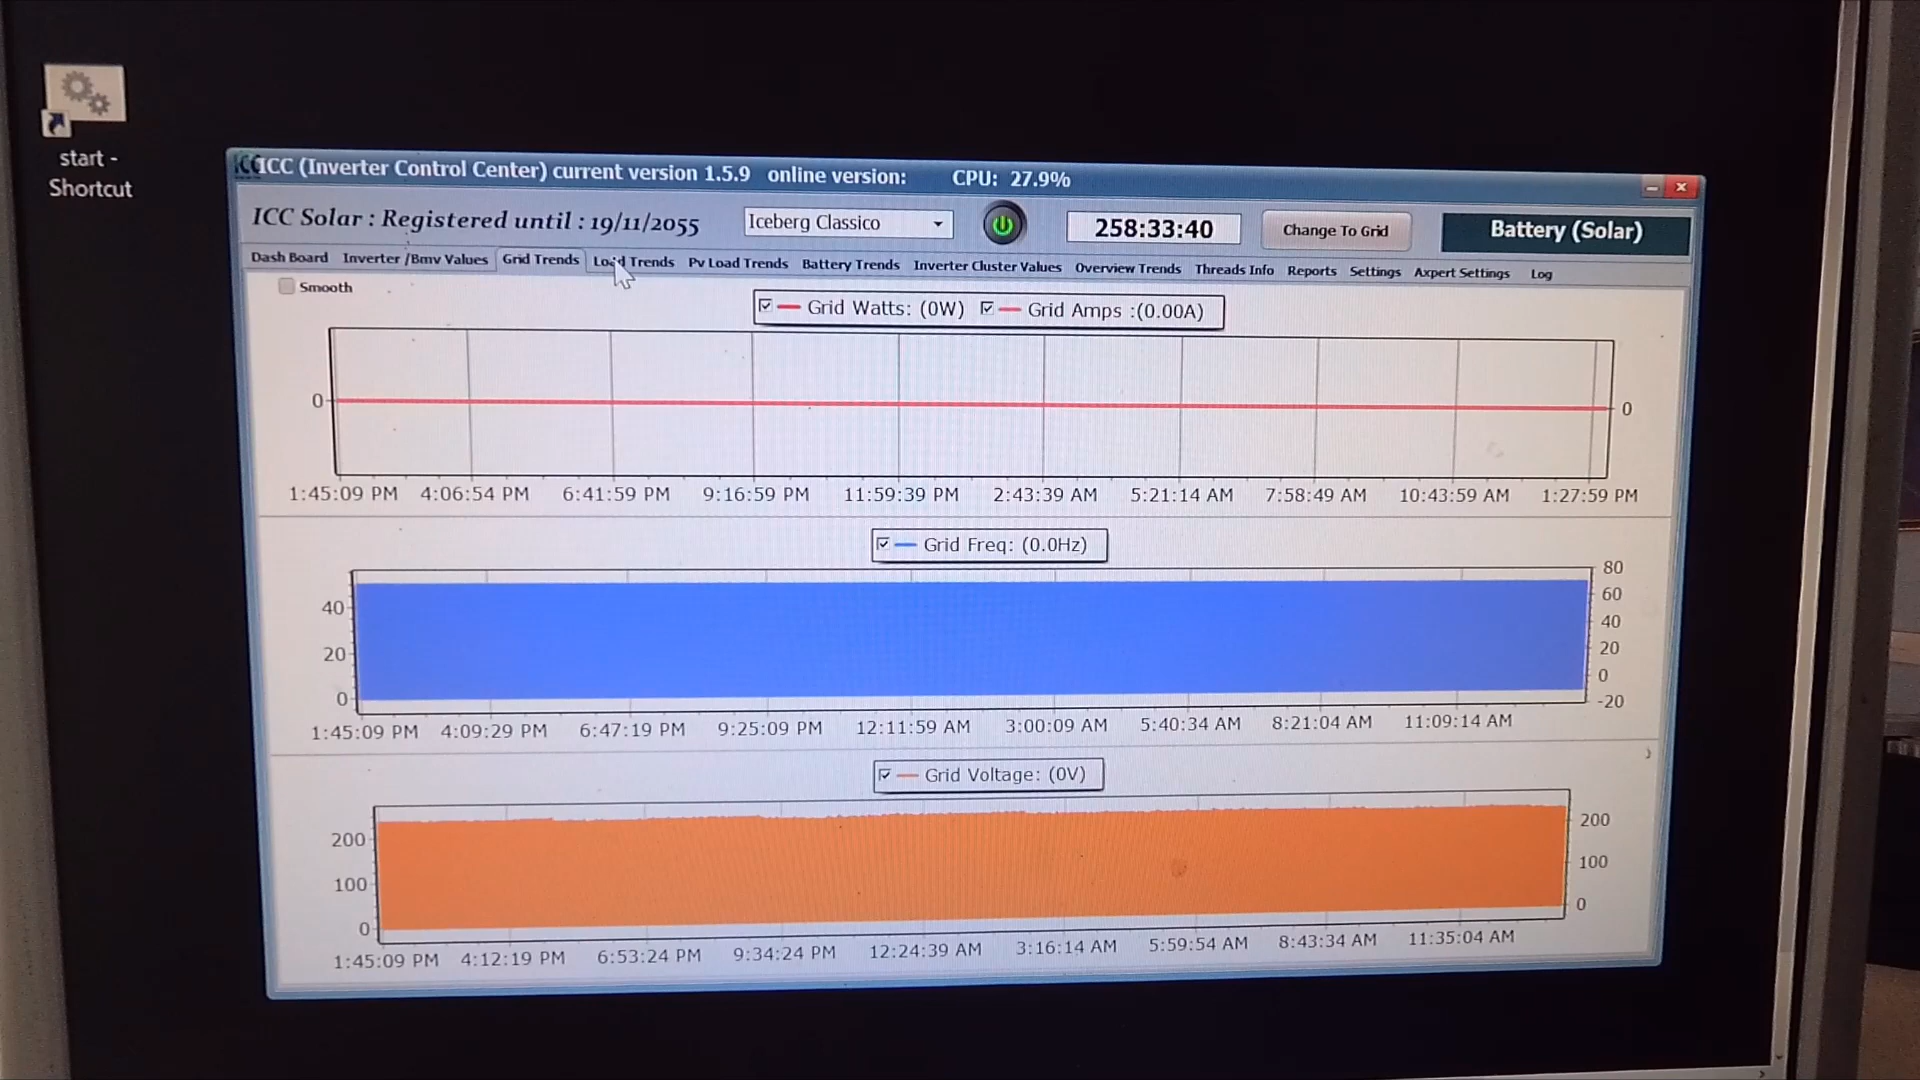 start -
Shortcut
ICC (Inverter Control Center) current version 1.5.9 online version: CPU: 27.9%
ICC Solar : Registered until : 19/11/2055
Iceberg Classico
258:33:40
Change To Grid
Battery (Solar)
Dash Board Inverter /Bmv Values Grid Trends Load Trends Pv Load Trends Battery Trends Inverter Cluster Values Overview Trends Threads Info Reports Settings Axpert Settings Log
Smooth
Grid Watts: (0W) Grid Amps :(0.00A)
0 0
1:45:09 PM 4:06:54 PM 6:41:59 PM 9:16:59 PM 11:59:39 PM 2:43:39 AM 5:21:14 AM 7:58:49 AM 10:43:59 AM 1:27:59 PM
Grid Freq: (0.0Hz)
40
20
0
80
60
40
20
0
-20
1:45:09 PM 4:09:29 PM 6:47:19 PM 9:25:09 PM 12:11:59 AM 3:00:09 AM 5:40:34 AM 8:21:04 AM 11:09:14 AM
Grid Voltage: (0V)
200
100
0
200
100
0
1:45:09 PM 4:12:19 PM 6:53:24 PM 9:34:24 PM 12:24:39 AM 3:16:14 AM 5:59:54 AM 8:43:34 AM 11:35:04 AM